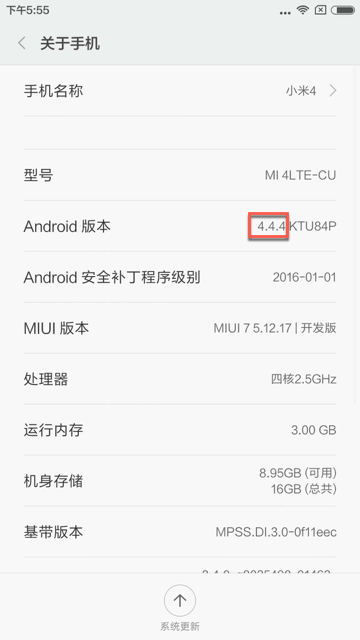 下午5:55
关于手机
手机名称 小米4
型号 MI 4LTE-CU
Android 版本 4.4.4 KTU84P
Android 安全补丁程序级别 2016-01-01
MIUI 版本 MIUI 7 5.12.17 | 开发版
处理器 四核2.5GHz
运行内存 3.00 GB
机身存储 8.95GB (可用)
16GB (总共)
基带版本 MPSS.DI.3.0-0f11eec
系统更新